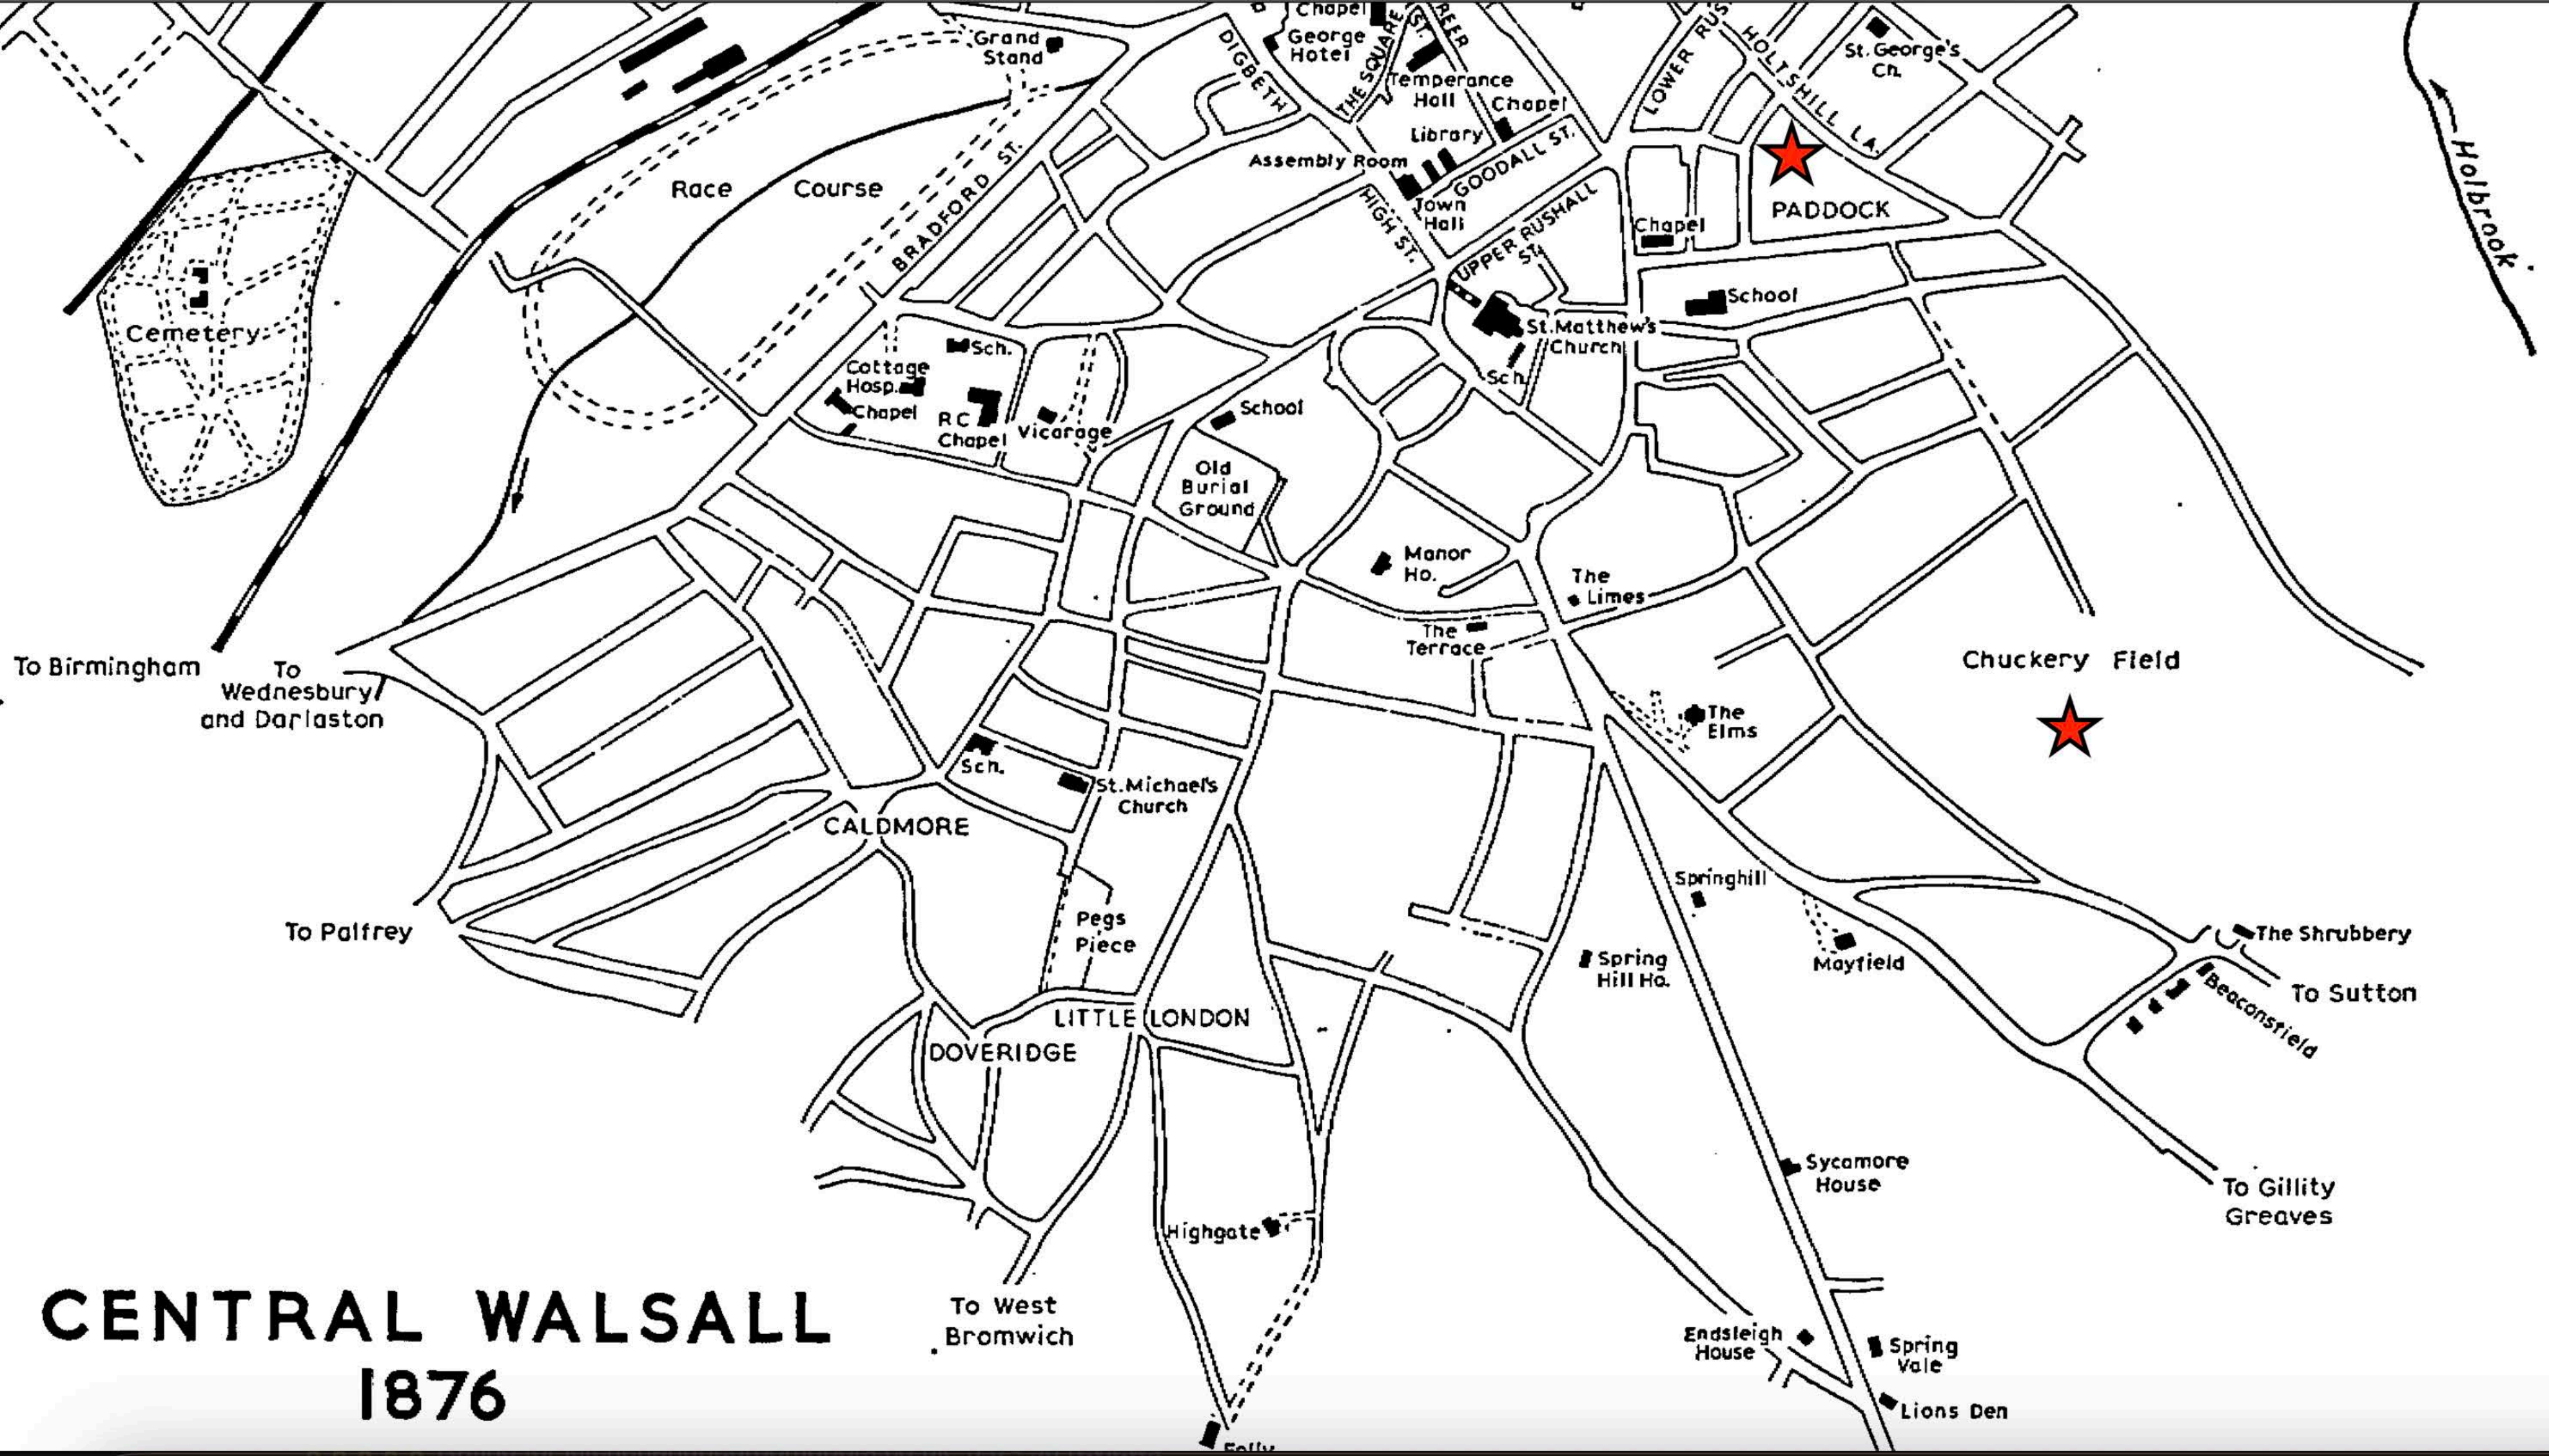 Chapel
George
Hotel
THE SQUARE
ST.
DIGBETH
Grand
Stand
Temperance
Hall
Chapel
Library
GOODALL ST.
Assembly Room
Town
Hall
HIGH ST.
UPPER RUSHALL
ST.
LOWER RUS
HOLTSHILL LA.
St. George's
Ch.
PADDOCK
Chapel
School
Holbrook
Race Course
BRADFORD ST.
Cemetery
St. Matthew's
Church
Sch.
Sch.
Cottage
Hosp.
Chapel
R C
Chapel
Vicarage
School
Old
Burial
Ground
Manor
Ho.
The
Limes
The
Terrace
Chuckery Field
The
Elms
To Birmingham
To
Wednesbury
and Darlaston
Sch.
St. Michael's
Church
CALDMORE
Springhill
Pegs
Piece
Spring
Hill Ho.
Mayfield
The Shrubbery
To Sutton
Beaconsfield
To Palfrey
LITTLE LONDON
DOVERIDGE
Sycamore
House
To Gillity
Greaves
Highgate
To West
Bromwich
Endsleigh
House
Spring
Vale
Lions Den
Folly
CENTRAL WALSALL
1876